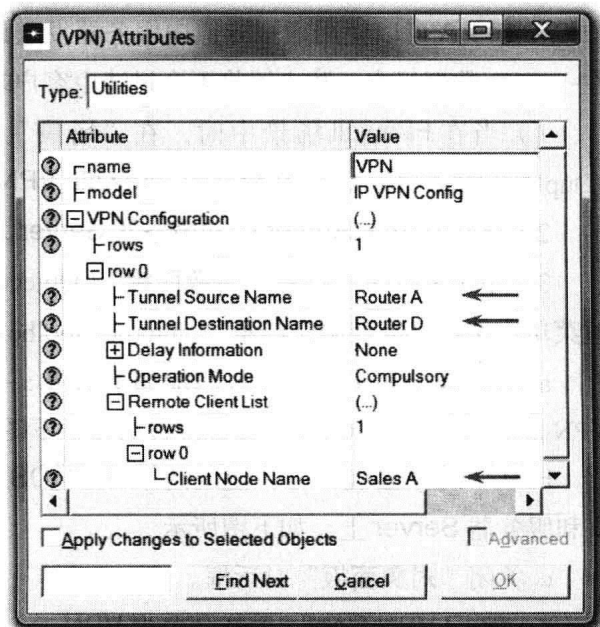 (VPN) Attributes
Type: Utilities
Attribute Value
name VPN
model IP VPN Config
VPN Configuration (...)
rows 1
row 0
Tunnel Source Name Router A
Tunnel Destination Name Router D
Delay Information None
Operation Mode Compulsory
Remote Client List (...)
rows 1
row 0
Client Node Name Sales A
Apply Changes to Selected Objects Advanced
Find Next Cancel OK